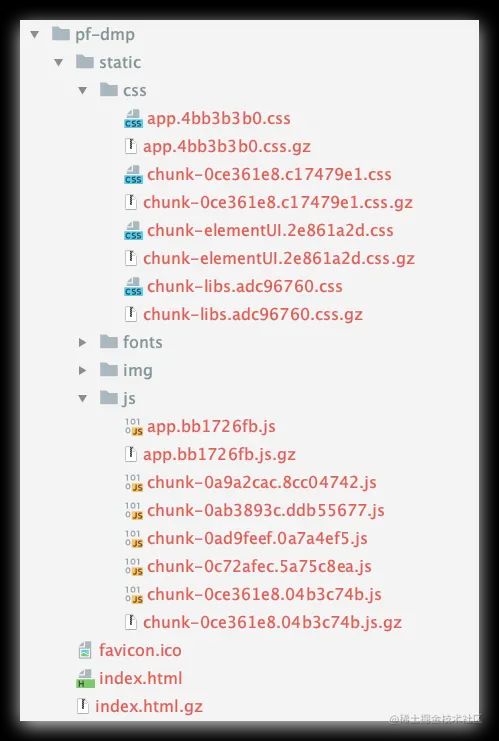 pf-dmp
static
css
app.4bb3b3b0.css
app.4bb3b3b0.css.gz
chunk-0ce361e8.c17479e1.css
chunk-0ce361e8.c17479e1.css.gz
chunk-elementUI.2e861a2d.css
chunk-elementUI.2e861a2d.css.gz
chunk-libs.adc96760.css
chunk-libs.adc96760.css.gz
fonts
img
js
app.bb1726fb.js
app.bb1726fb.js.gz
chunk-0a9a2cac.8cc04742.js
chunk-0ab3893c.ddb55677.js
chunk-0ad9feef.0a7a4ef5.js
chunk-0c72afec.5a75c8ea.js
chunk-0ce361e8.04b3c74b.js
chunk-0ce361e8.04b3c74b.js.gz
favicon.ico
index.html
index.html.gz
@稀土掘金技术社区